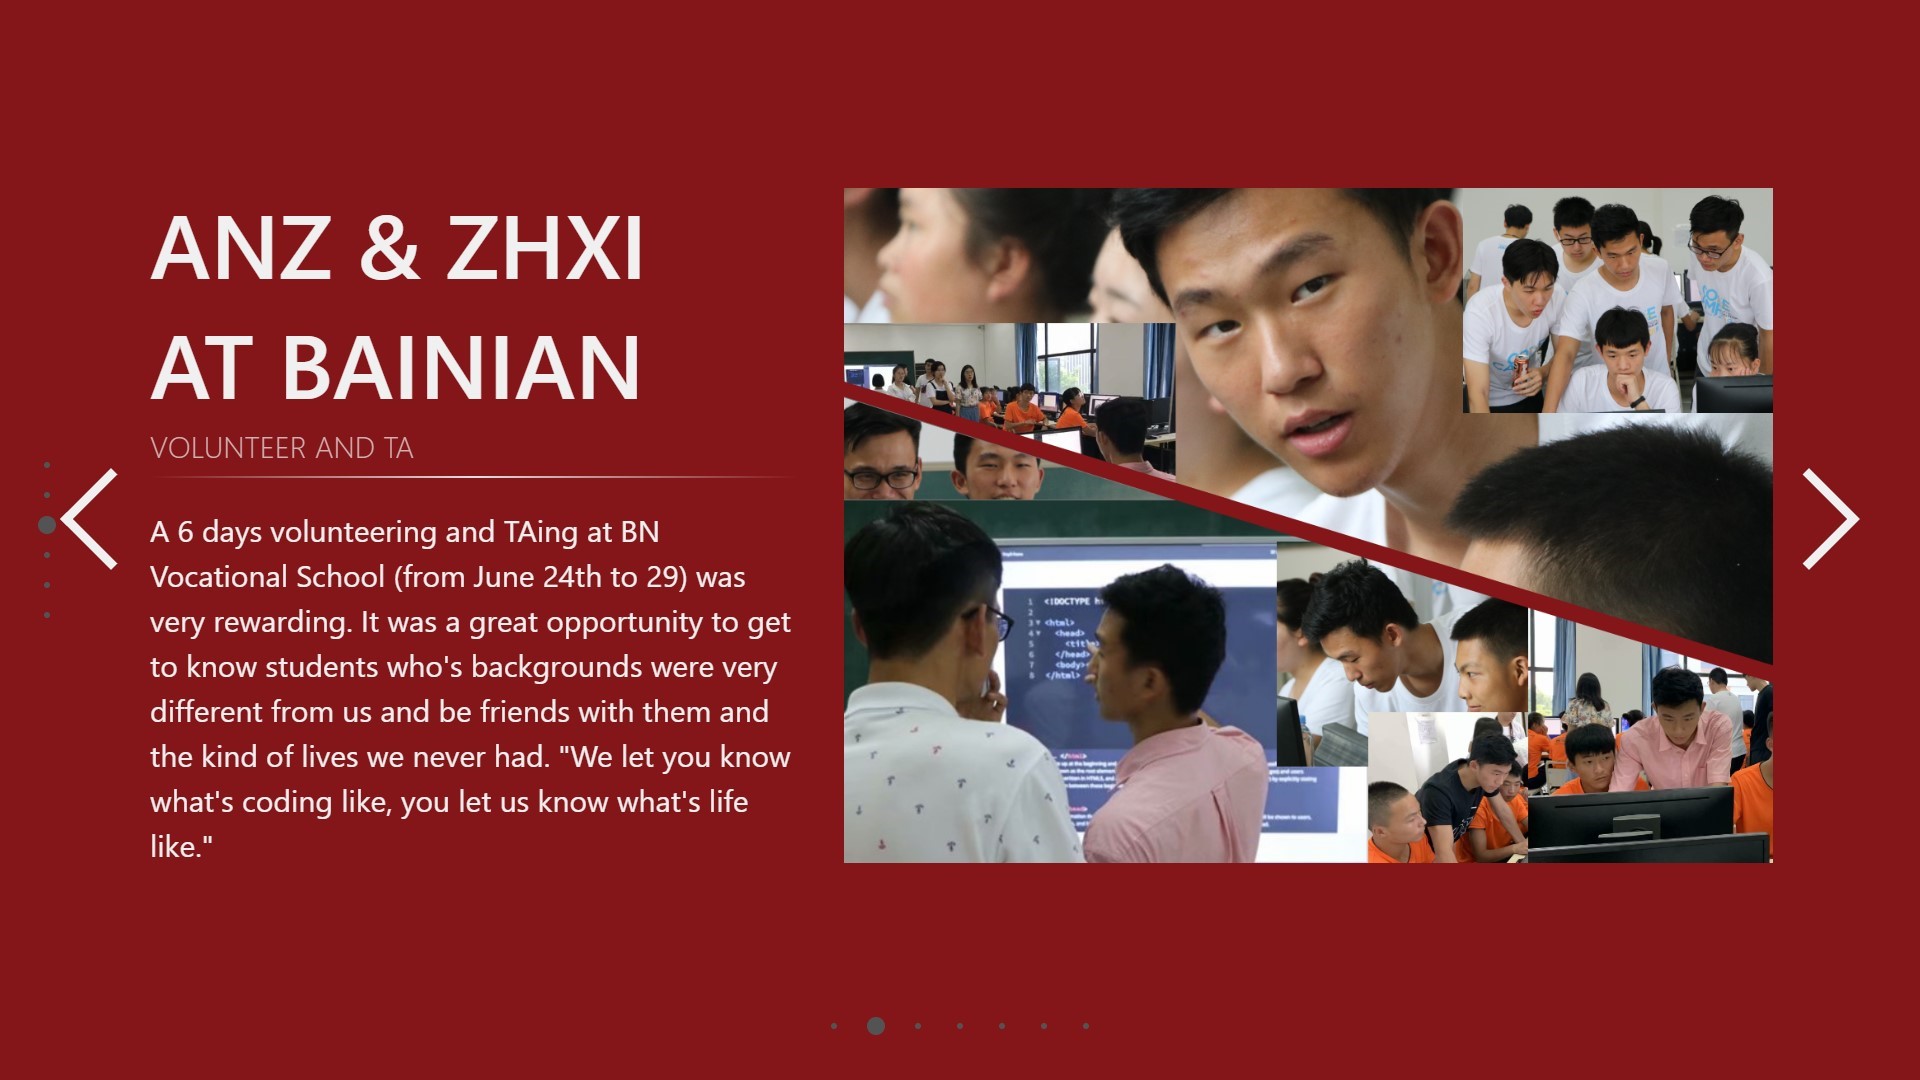 ANZ & ZHXI
AT BAINIAN
VOLUNTEER AND TA
A 6 days volunteering and TAing at BN
Vocational School (from June 24th to 29) was
very rewarding. It was a great opportunity to get
to know students who's backgrounds were very
different from us and be friends with them and
the kind of lives we never had. "We let you know
what's coding like, you let us know what's life
like."
1 <!DOCTYPE
2
3 <html>
4 <head>
5
6 </head>
7 <body>
8 </html>